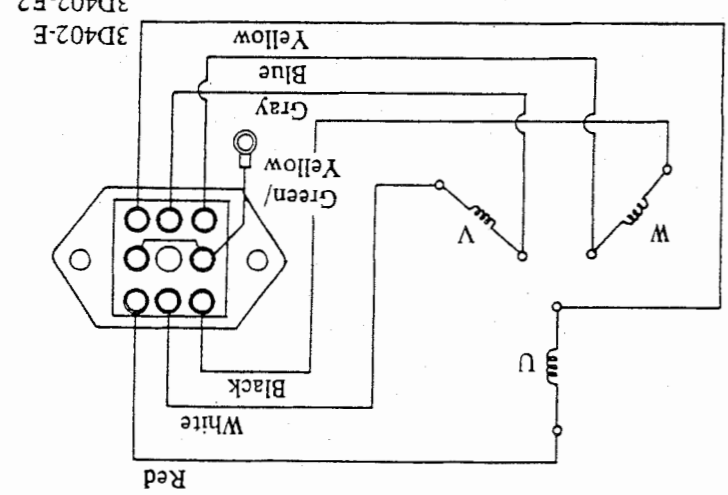 Red
White
Black
U
W
V
Green/
Yellow
Gray
Blue
Yellow
3D402-E
3D402-E2